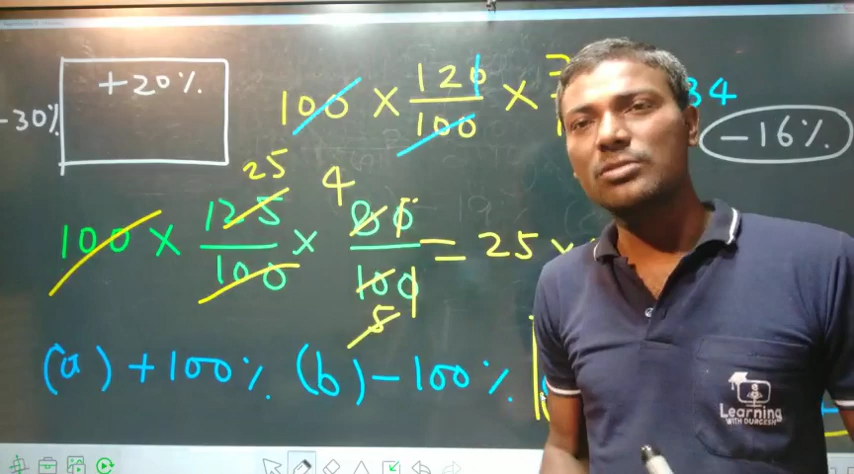 +20%
-30%
100 × 120/100 ×
34
-16%
25 4
100 × 125/100 × 80/100 = 25 ×
5
(a) +100% (b) -100%
Learning
WITH DURGESH